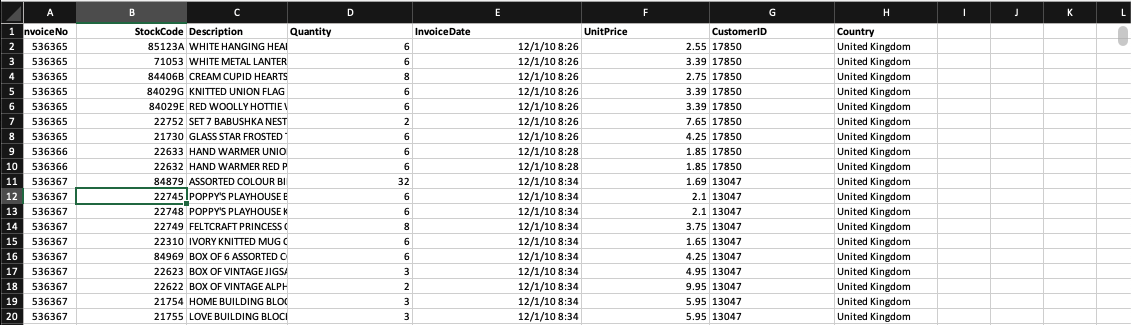 A B C D E F G H I J K L
1 nvoiceNo StockCode Description Quantity InvoiceDate UnitPrice CustomerID Country
2 536365 85123A WHITE HANGING HEA 6 12/1/10 8:26 2.55 17850 United Kingdom
3 536365 71053 WHITE METAL LANTER 6 12/1/10 8:26 3.39 17850 United Kingdom
4 536365 84406B CREAM CUPID HEARTS 8 12/1/10 8:26 2.75 17850 United Kingdom
5 536365 84029G KNITTED UNION FLAG 6 12/1/10 8:26 3.39 17850 United Kingdom
6 536365 84029E RED WOOLLY HOTTIE 6 12/1/10 8:26 3.39 17850 United Kingdom
7 536365 22752 SET 7 BABUSHKA NEST 2 12/1/10 8:26 7.65 17850 United Kingdom
8 536365 21730 GLASS STAR FROSTED 6 12/1/10 8:26 4.25 17850 United Kingdom
9 536366 22633 HAND WARMER UNIO 6 12/1/10 8:28 1.85 17850 United Kingdom
10 536366 22632 HAND WARMER RED P 6 12/1/10 8:28 1.85 17850 United Kingdom
11 536367 84879 ASSORTED COLOUR BI 32 12/1/10 8:34 1.69 13047 United Kingdom
12 536367 22745 POPPY'S PLAYHOUSE B 6 12/1/10 8:34 2.1 13047 United Kingdom
13 536367 22748 POPPY'S PLAYHOUSE K 6 12/1/10 8:34 2.1 13047 United Kingdom
14 536367 22749 FELTCRAFT PRINCESS C 8 12/1/10 8:34 3.75 13047 United Kingdom
15 536367 22310 IVORY KNITTED MUG C 6 12/1/10 8:34 1.65 13047 United Kingdom
16 536367 84969 BOX OF 6 ASSORTED C 6 12/1/10 8:34 4.25 13047 United Kingdom
17 536367 22623 BOX OF VINTAGE JIGSA 3 12/1/10 8:34 4.95 13047 United Kingdom
18 536367 22622 BOX OF VINTAGE ALPH 2 12/1/10 8:34 9.95 13047 United Kingdom
19 536367 21754 HOME BUILDING BLOC 3 12/1/10 8:34 5.95 13047 United Kingdom
20 536367 21755 LOVE BUILDING BLOCI 3 12/1/10 8:34 5.95 13047 United Kingdom